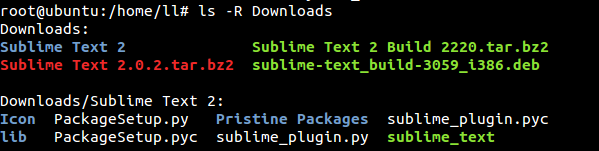 root@ubuntu:/home/ll# ls -R Downloads
Downloads:
Sublime Text 2 Sublime Text 2 Build 2220.tar.bz2
Sublime Text 2.0.2.tar.bz2 sublime-text_build-3059_i386.deb
Downloads/Sublime Text 2:
Icon PackageSetup.py Pristine Packages sublime_plugin.pyc
lib PackageSetup.pyc sublime_plugin.py sublime_text